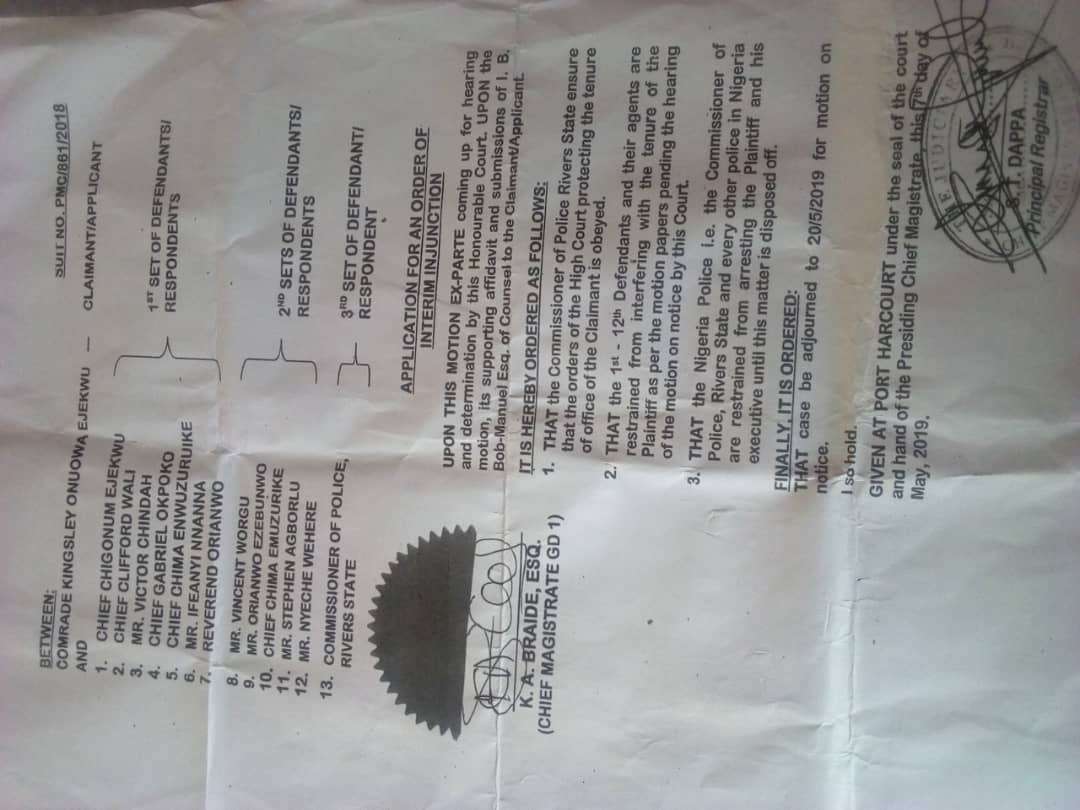 SUIT NO. PMC/861/2018
BETWEEN:
COMRADE KINGSLEY ONUOWA EJEKWU --- CLAIMANT/APPLICANT
AND
1. CHIEF CHIGONUM EJEKWU
2. CHIEF CLIFFORD WALI
3. MR. VICTOR CHINDAH
4. CHIEF GABRIEL OKPOKO
5. CHIEF CHIMA ENWUZURUIKE
6. MR. IFEANYI NNANNA
7. REVEREND ORIANWO
1ST SET OF DEFENDANTS/
RESPONDENTS
8. MR. VINCENT WORGU
9. MR. ORIANWO EZEBUNWO
10. CHIEF CHIMA EMUZURIKE
11. MR. STEPHEN AGBORLU
12. MR. NYECHE WEHERE
2ND SETS OF DEFENDANTS/
RESPONDENTS
13. COMMISSIONER OF POLICE,
RIVERS STATE
3RD SET OF DEFENDANT/
RESPONDENT
APPLICATION FOR AN ORDER OF
INTERIM INJUNCTION
UPON THIS MOTION EX-PARTE coming up for hearing
and determination by this Honourable Court. UPON the
motion, its supporting affidavit and submissions of I. B.
Bob-Manuel Esq. of Counsel to the Claimant/Applicant.
IT IS HEREBY ORDERED AS FOLLOWS:
1. THAT the Commissioner of Police Rivers State ensure
that the orders of the High Court protecting the tenure
of office of the Claimant is obeyed.
2. THAT the 1st - 12th Defendants and their agents are
restrained from interfering with the tenure of the
Plaintiff as per the motion papers pending the hearing
of the motion on notice by this Court.
3. THAT the Nigeria Police i.e. the Commissioner of
Police, Rivers State and every other police in Nigeria
are restrained from arresting the Plaintiff and his
executive until this matter is disposed off.
FINALLY, IT IS ORDERED:
THAT case be adjourned to 20/5/2019 for motion on
notice.
I so hold.
GIVEN AT PORT HARCOURT under the seal of the court
and hand of the Presiding Chief Magistrate, this 7th day of
May, 2019.
K. A. BRAIDE, ESQ.
(CHIEF MAGISTRATE GD 1)
DAPPA
Principal Registrar